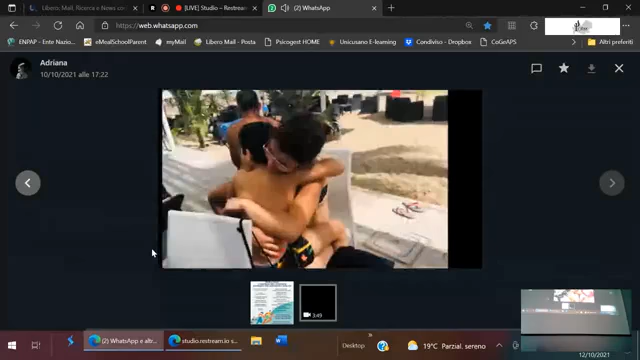 Libero: Mail, Ricerca e News co
[LIVE] Studio – Restream
(2) WhatsApp
https://web.whatsapp.com
ENPAP - Ente Nazio...
eMealSchoolParent
myMail
Libero Mail - Posta
Psicogest HOME
Unicusano E-learning
Condiviso - Dropbox
CoGeAPS
Altri preferiti
Adriana
10/10/2021 alle 17:22
3:49
(2) WhatsApp e altr...
studio.restream.io s...
Desktop
19°C Parzial. sereno
12/10/2021